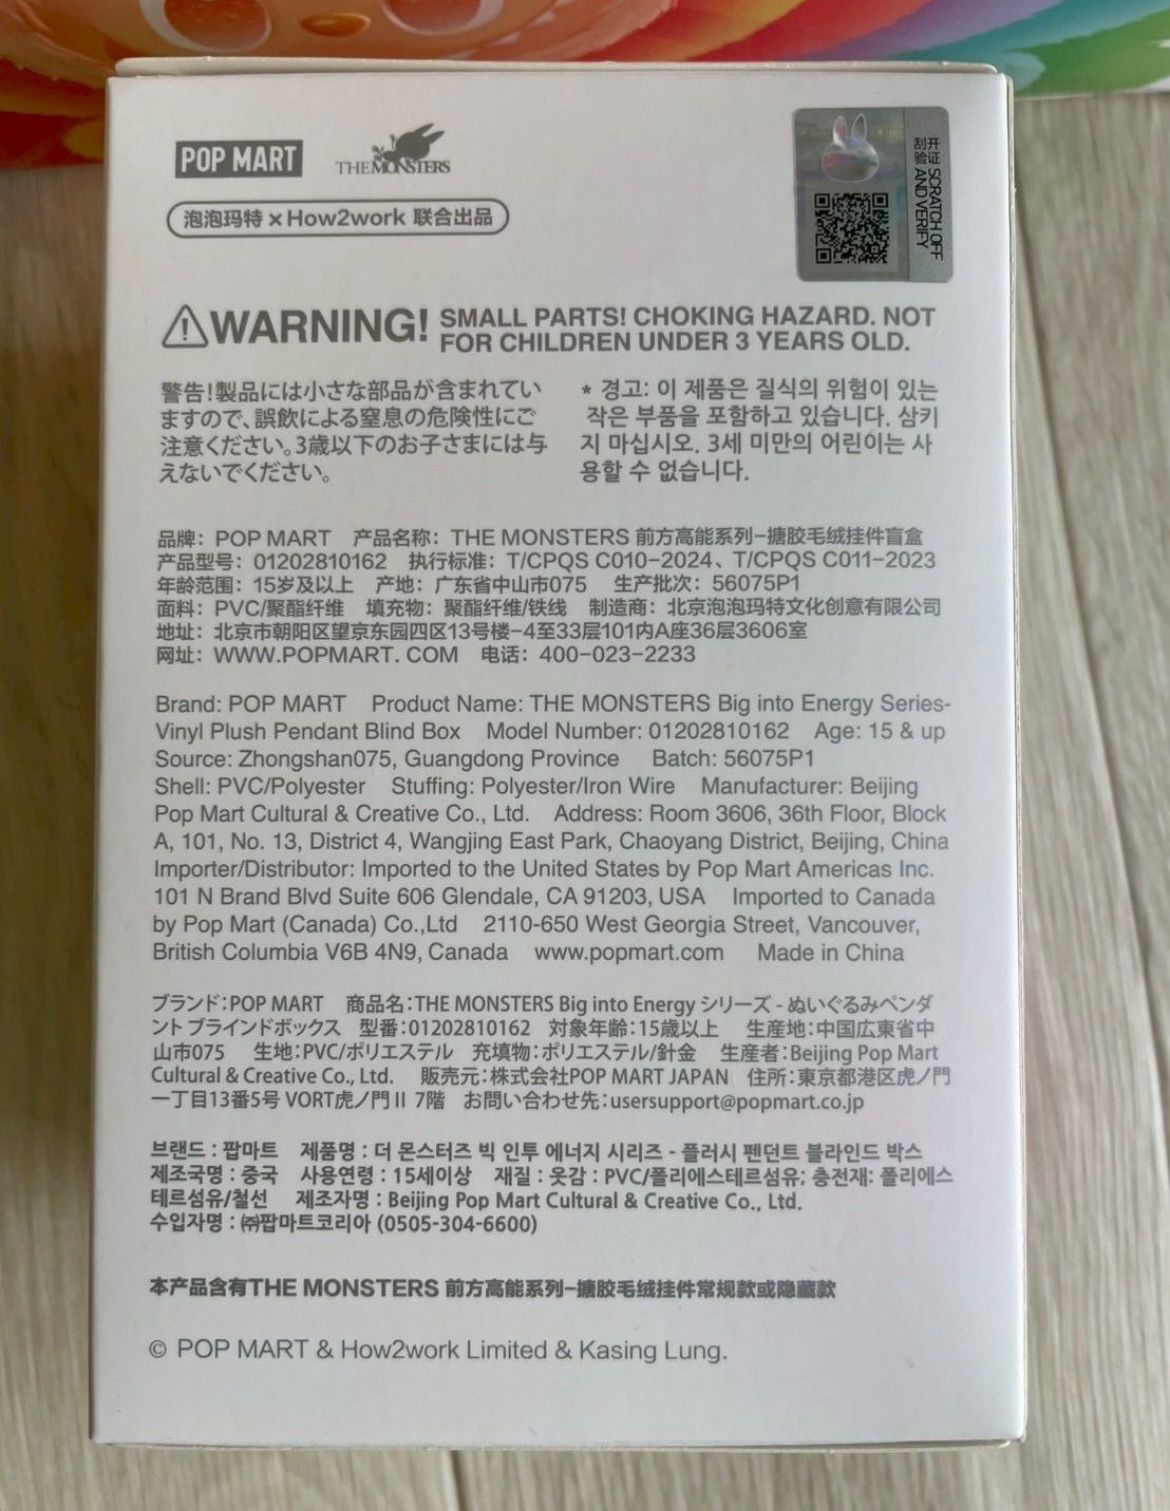 POP MART
THE MONSTERS
泡泡玛特×How2work 联合出品
刮开验证 SCRATCH OFF AND VERIFY
WARNING! SMALL PARTS! CHOKING HAZARD. NOT
FOR CHILDREN UNDER 3 YEARS OLD.
警告!製品には小さな部品が含まれてい
ますので、誤飲による窒息の危険性にご
注意ください。3歳以下のお子さまには与
えないでください。
* 경고: 이 제품은 질식의 위험이 있는
작은 부품을 포함하고 있습니다. 삼키
지 마십시오. 3세 미만의 어린이는 사
용할 수 없습니다.
品牌：POP MART 产品名称：THE MONSTERS 前方高能系列-搪胶毛绒挂件盲盒
产品型号：01202810162 执行标准：T/CPQS C010-2024、T/CPQS C011-2023
年龄范围：15岁及以上 产地：广东省中山市075 生产批次：56075P1
面料：PVC/聚酯纤维 填充物：聚酯纤维/铁线 制造商：北京泡泡玛特文化创意有限公司
地址：北京市朝阳区望京东园四区13号楼-4至33层101内A座36层3606室
网址：WWW.POPMART. COM 电话：400-023-2233
Brand: POP MART Product Name: THE MONSTERS Big into Energy Series-
Vinyl Plush Pendant Blind Box Model Number: 01202810162 Age: 15 & up
Source: Zhongshan075, Guangdong Province Batch: 56075P1
Shell: PVC/Polyester Stuffing: Polyester/Iron Wire Manufacturer: Beijing
Pop Mart Cultural & Creative Co., Ltd. Address: Room 3606, 36th Floor, Block
A, 101, No. 13, District 4, Wangjing East Park, Chaoyang District, Beijing, China
Importer/Distributor: Imported to the United States by Pop Mart Americas Inc.
101 N Brand Blvd Suite 606 Glendale, CA 91203, USA Imported to Canada
by Pop Mart (Canada) Co.,Ltd 2110-650 West Georgia Street, Vancouver,
British Columbia V6B 4N9, Canada www.popmart.com Made in China
ブランド：POP MART 商品名：THE MONSTERS Big into Energy シリーズ - ぬいぐるみペンダ
ント ブラインドボックス 型番：01202810162 対象年齢：15歳以上 生産地：中国広東省中
山市075 生地：PVC/ポリエステル 充填物：ポリエステル/針金 生産者：Beijing Pop Mart
Cultural & Creative Co., Ltd. 販売元：株式会社POP MART JAPAN 住所：東京都港区虎ノ門
一丁目13番5号 VORT虎ノ門 II 7階 お問い合わせ先：usersupport@popmart.co.jp
브랜드 : 팝마트 제품명 : 더 몬스터즈 빅 인투 에너지 시리즈 - 플러시 펜던트 블라인드 박스
제조국명 : 중국 사용연령 : 15세이상 재질 : 옷감 : PVC/폴리에스테르섬유; 충전재: 폴리에스
테르섬유/철선 제조자명 : Beijing Pop Mart Cultural & Creative Co., Ltd.
수입자명 : ㈜팝마트코리아 (0505-304-6600)
本产品含有THE MONSTERS 前方高能系列-搪胶毛绒挂件常规款或隐藏款
© POP MART & How2work Limited & Kasing Lung.